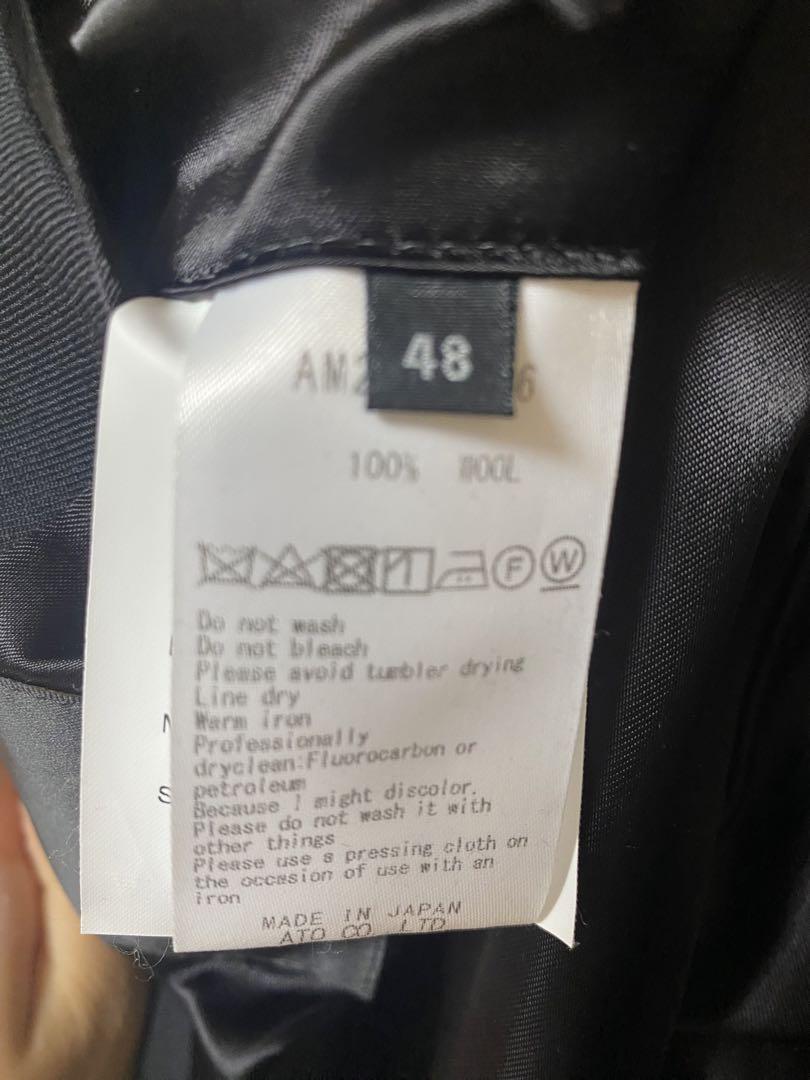 48
AM2 6
100% WOOL
F W
Do not wash
Do not bleach
Please avoid tumbler drying
Line dry
Warm iron
Professionally
dryclean:Fluorocarbon or
petroleum
Because I might discolor.
Please do not wash it with
other things
Please use a pressing cloth on
the occasion of use with an
iron
MADE IN JAPAN
ATO CO LTD